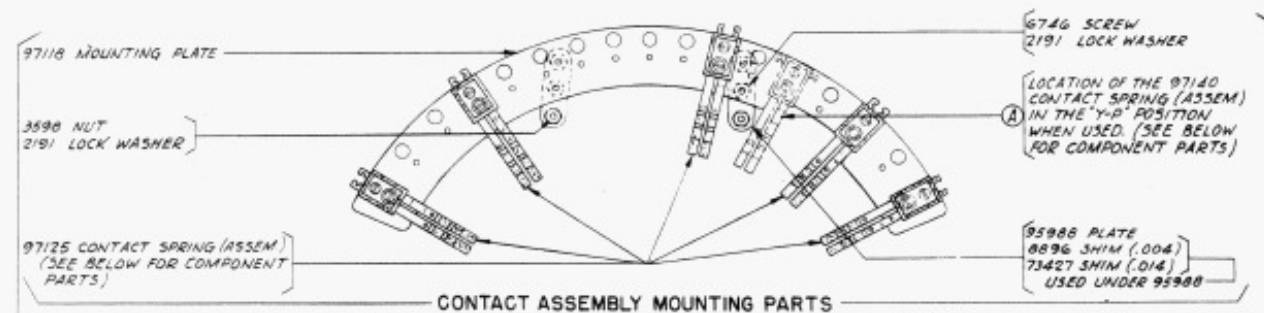 97118 MOUNTING PLATE
3598 NUT
2191 LOCK WASHER
97125 CONTACT SPRING (ASSEM)
(SEE BELOW FOR COMPONENT
PARTS)
6746 SCREW
2191 LOCK WASHER
A
LOCATION OF THE 97140
CONTACT SPRING (ASSEM)
IN THE "Y-P" POSITION
WHEN USED. (SEE BELOW
FOR COMPONENT PARTS)
95988 PLATE
8896 SHIM (.004)
73427 SHIM (.014)
USED UNDER 95988
CONTACT ASSEMBLY MOUNTING PARTS